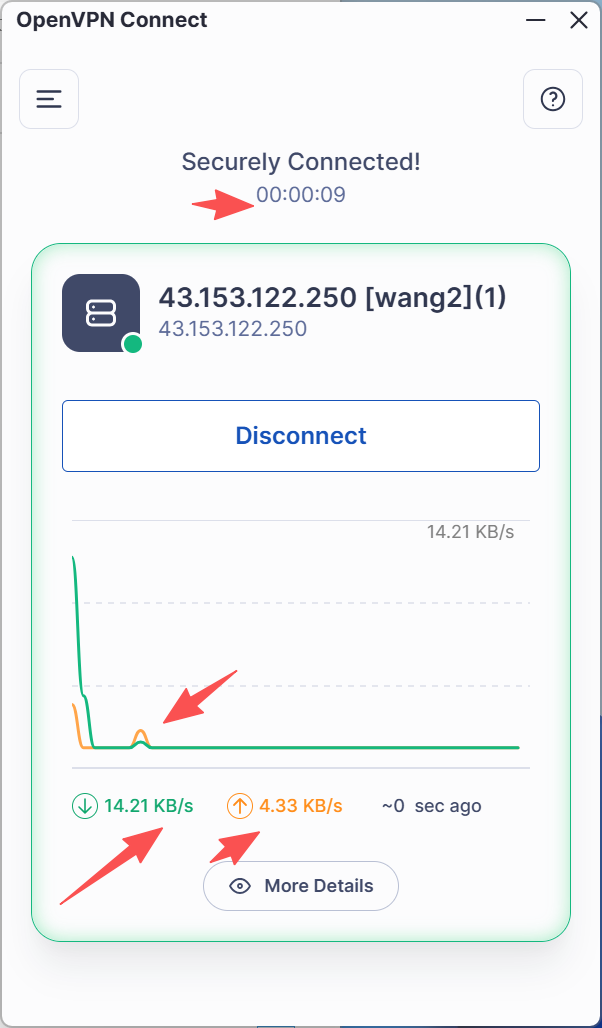 OpenVPN Connect
Securely Connected!
00:00:09
43.153.122.250 [wang2](1)
43.153.122.250
Disconnect
14.21 KB/s
14.21 KB/s 4.33 KB/s ~0 sec ago
More Details